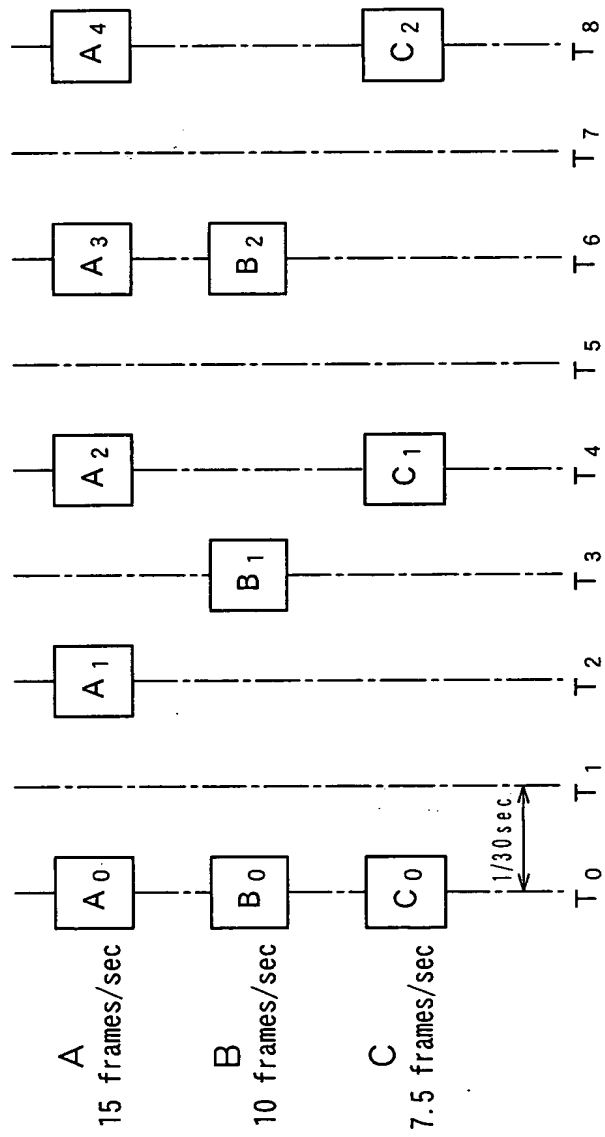 A
15 frames/sec
A0 A1 A2 A3 A4
B
10 frames/sec
B0 B1 B2
C
7.5 frames/sec
C0 C1 C2
1/30sec
T0 T1 T2 T3 T4 T5 T6 T7 T8